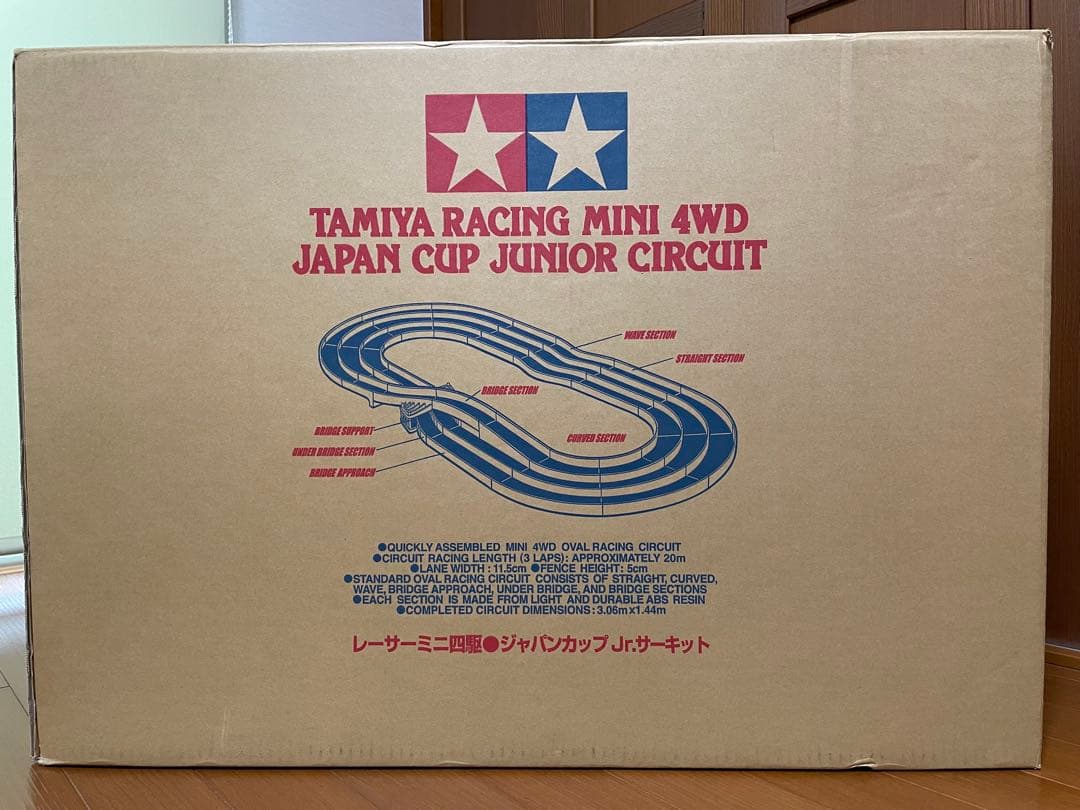 TAMIYA RACING MINI 4WD
JAPAN CUP JUNIOR CIRCUIT
WAVE SECTION
STRAIGHT SECTION
BRIDGE SECTION
BRIDGE SUPPORT
CURVED SECTION
UNDER BRIDGE SECTION
BRIDGE APPROACH
●QUICKLY ASSEMBLED MINI 4WD OVAL RACING CIRCUIT
●CIRCUIT RACING LENGTH (3 LAPS): APPROXIMATELY 20m
●LANE WIDTH : 11.5cm ●FENCE HEIGHT: 5cm
●STANDARD OVAL RACING CIRCUIT CONSISTS OF STRAIGHT, CURVED,
WAVE, BRIDGE APPROACH, UNDER BRIDGE, AND BRIDGE SECTIONS
●EACH SECTION IS MADE FROM LIGHT AND DURABLE ABS RESIN
●COMPLETED CIRCUIT DIMENSIONS : 3.06m x 1.44m
レーサーミニ四駆●ジャパンカップ Jr.サーキット